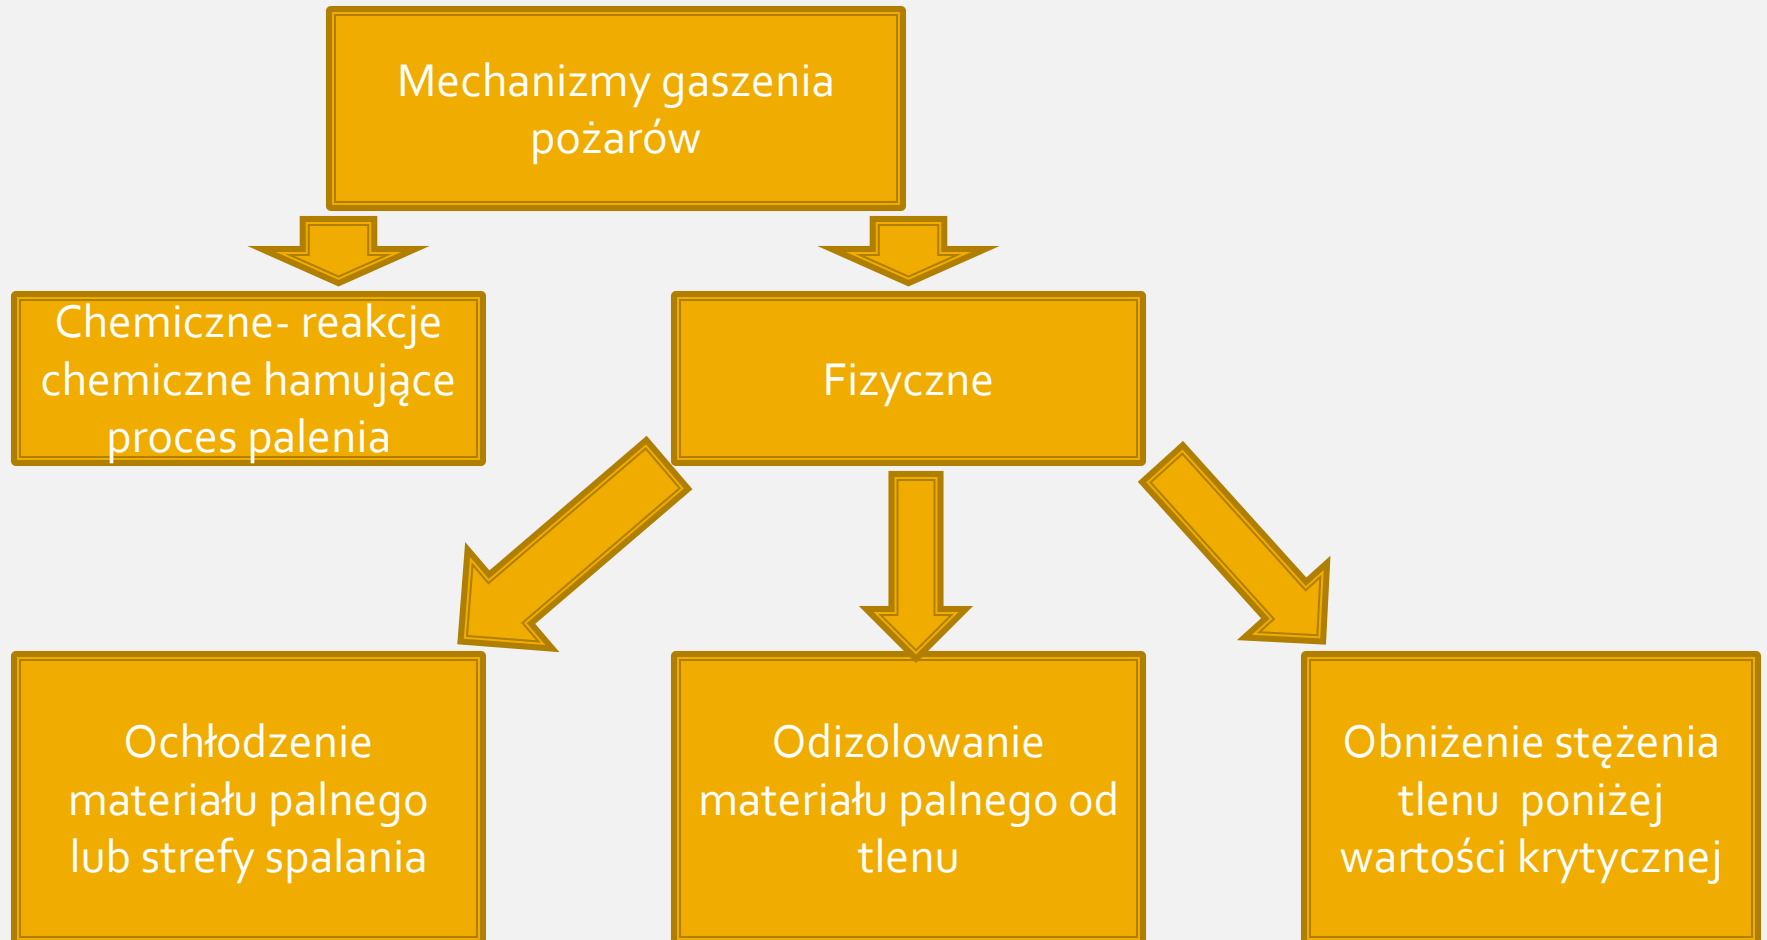 Mechanizmy gaszenia
pożarów
Chemiczne- reakcje
chemiczne hamujące
proces palenia
Fizyczne
Ochłodzenie
materiału palnego
lub strefy spalania
Odizolowanie
materiału palnego od
tlenu
Obniżenie stężenia
tlenu  poniżej
wartości krytycznej